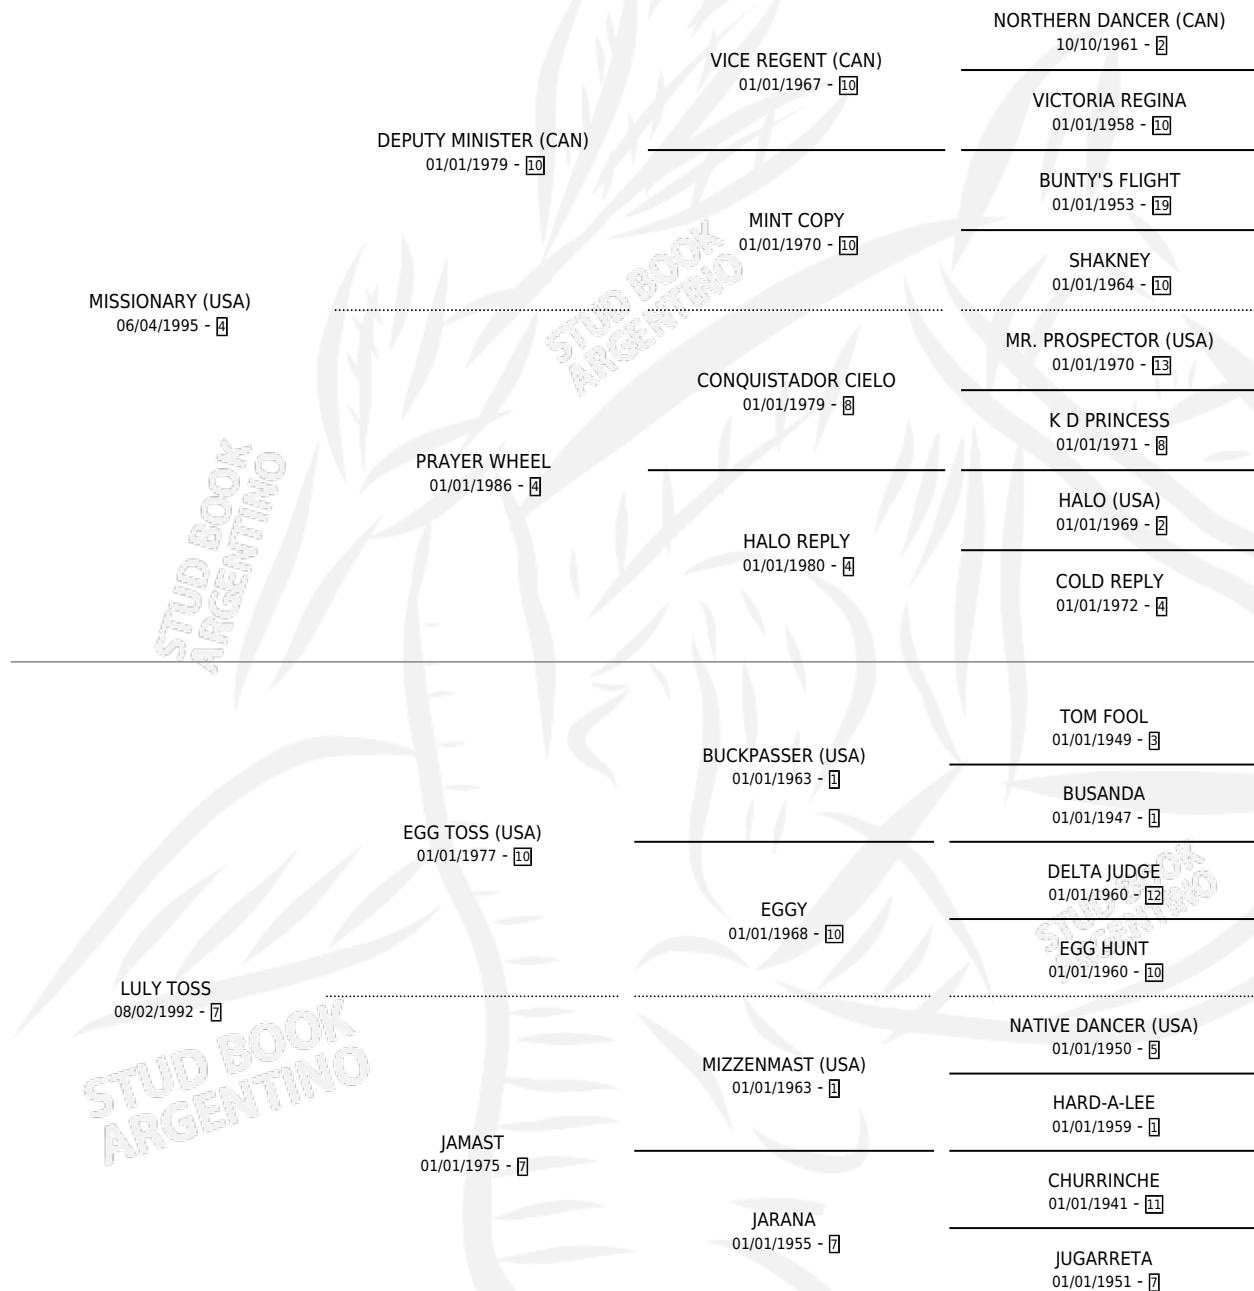 NORTHERN DANCER (CAN)
10/10/1961 - 2
VICE REGENT (CAN)
01/01/1967 - 10
VICTORIA REGINA
01/01/1958 - 10
DEPUTY MINISTER (CAN)
01/01/1979 - 10
BUNTY'S FLIGHT
01/01/1953 - 19
MINT COPY
01/01/1970 - 10
SHAKNEY
01/01/1964 - 10
MISSIONARY (USA)
06/04/1995 - 4
MR. PROSPECTOR (USA)
01/01/1970 - 13
CONQUISTADOR CIELO
01/01/1979 - 8
K D PRINCESS
01/01/1971 - 8
PRAYER WHEEL
01/01/1986 - 4
HALO (USA)
01/01/1969 - 2
HALO REPLY
01/01/1980 - 4
COLD REPLY
01/01/1972 - 4
TOM FOOL
01/01/1949 - 3
BUCKPASSER (USA)
01/01/1963 - 1
BUSANDA
01/01/1947 - 1
EGG TOSS (USA)
01/01/1977 - 10
DELTA JUDGE
01/01/1960 - 12
EGGY
01/01/1968 - 10
EGG HUNT
01/01/1960 - 10
LULY TOSS
08/02/1992 - 7
NATIVE DANCER (USA)
01/01/1950 - 5
MIZZENMAST (USA)
01/01/1963 - 1
HARD-A-LEE
01/01/1959 - 1
JAMAST
01/01/1975 - 7
CHURRINCHE
01/01/1941 - 11
JARANA
01/01/1955 - 7
JUGARRETA
01/01/1951 - 7
STUD BOOK
ARGENTINO
STUD BOOK
ARGENTINO
STUD BOOK
ARGENTINO
STUD BOOK
ARGENTINO